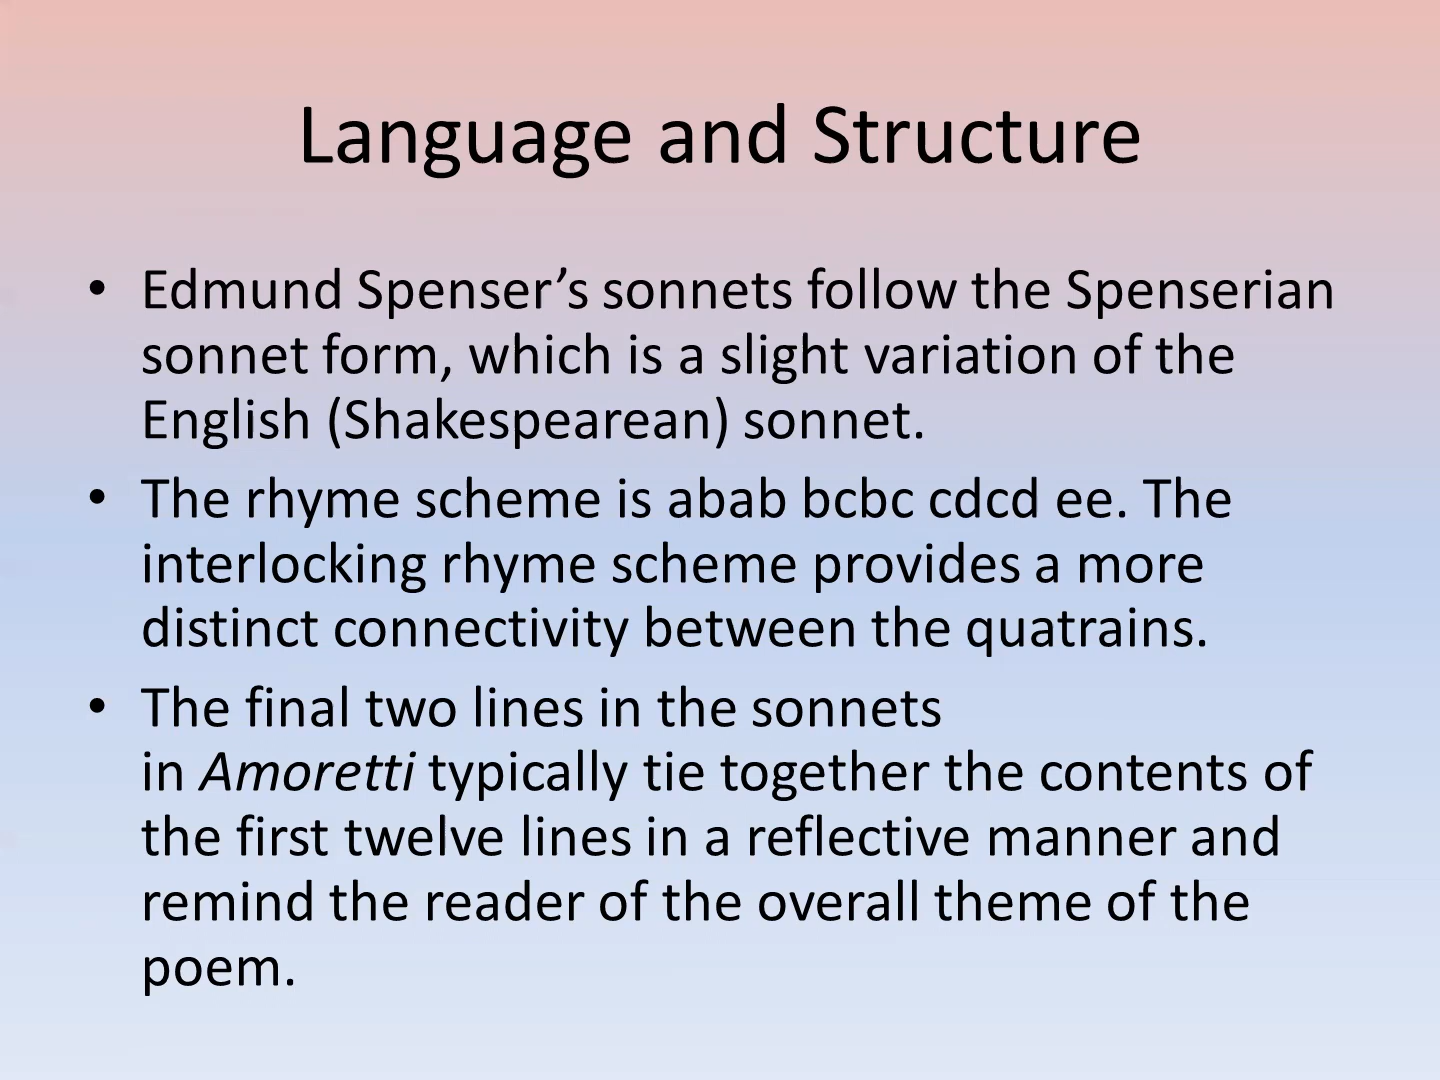 Language and Structure
• Edmund Spenser’s sonnets follow the Spenserian
sonnet form, which is a slight variation of the
English (Shakespearean) sonnet.
• The rhyme scheme is abab bcbc cdcd ee. The
interlocking rhyme scheme provides a more
distinct connectivity between the quatrains.
• The final two lines in the sonnets
in Amoretti typically tie together the contents of
the first twelve lines in a reflective manner and
remind the reader of the overall theme of the
poem.